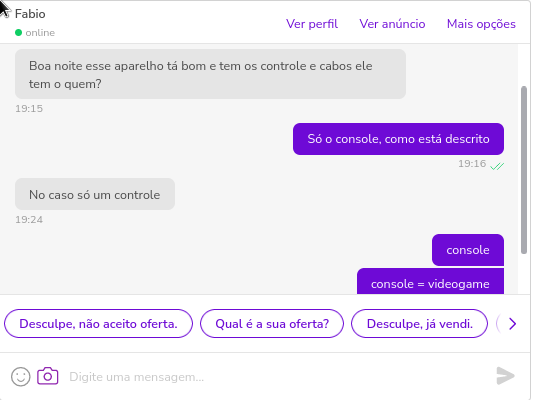 Fabio
online
Ver perfil
Ver anúncio
Mais opções
Boa noite esse aparelho tá bom e tem os controle e cabos ele
tem o quem?
19:15
Só o console, como está descrito
19:16
No caso só um controle
19:24
console
console = videogame
Desculpe, não aceito oferta.
Qual é a sua oferta?
Desculpe, já vendi.
Digite uma mensagem...